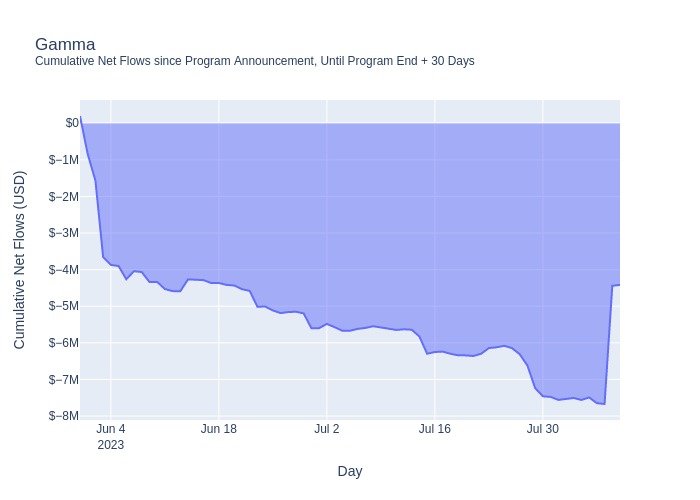 Gamma
Cumulative Net Flows since Program Announcement, Until Program End + 30 Days
Cumulative Net Flows (USD)
$0
$−1M
$−2M
$−3M
$−4M
$−5M
$−6M
$−7M
$−8M
Jun 4
2023
Jun 18
Jul 2
Jul 16
Jul 30
Day